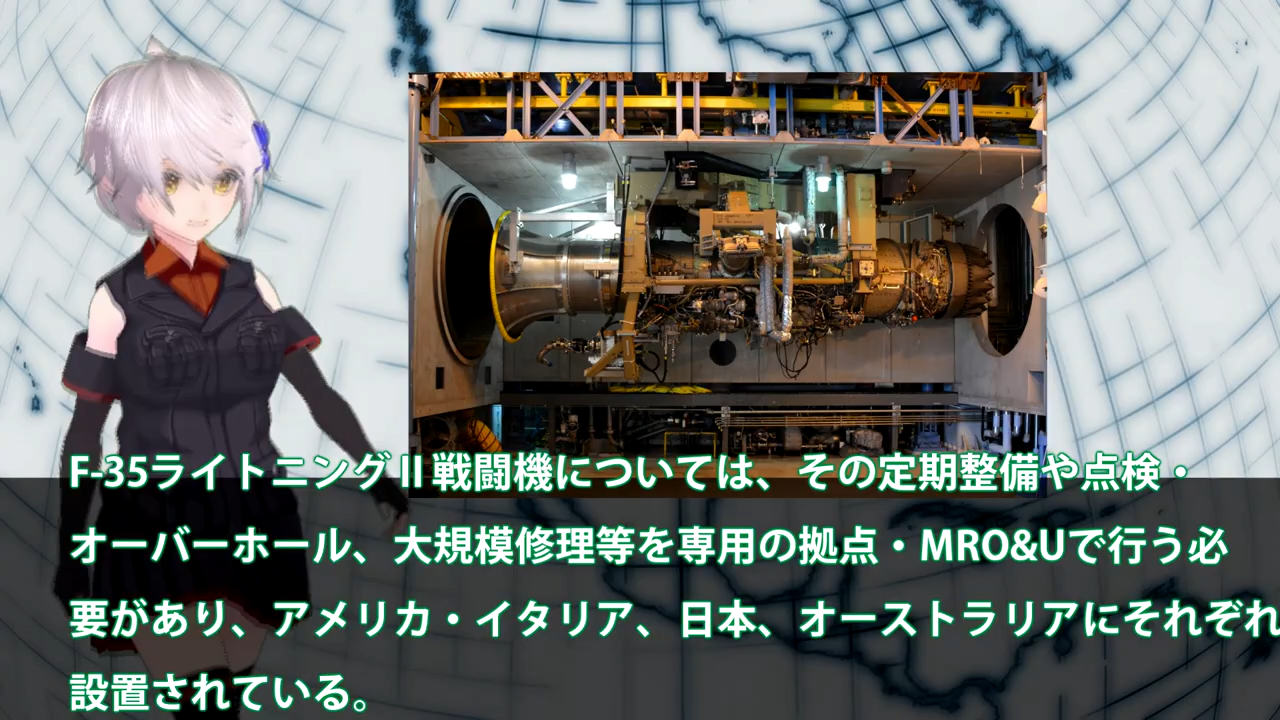 F-35ライトニングⅡ戦闘機については、その定期整備や点検・
オーバーホール、大規模修理等を専用の拠点・MRO&Uで行う必
要があり、アメリカ・イタリア、日本、オーストラリアにそれぞれ
設置されている。